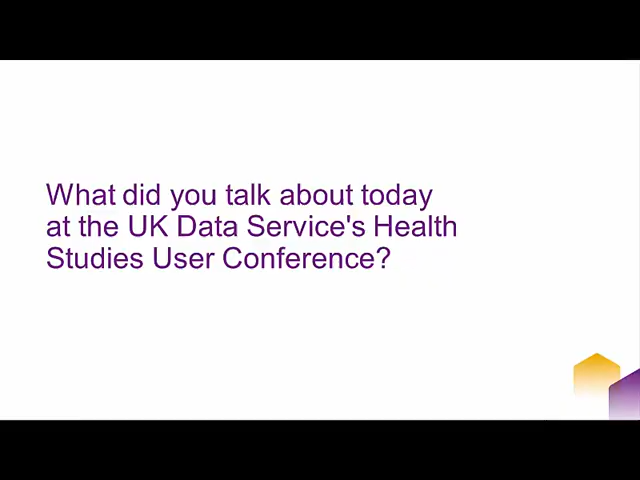 What did you talk about today
at the UK Data Service's Health
Studies User Conference?